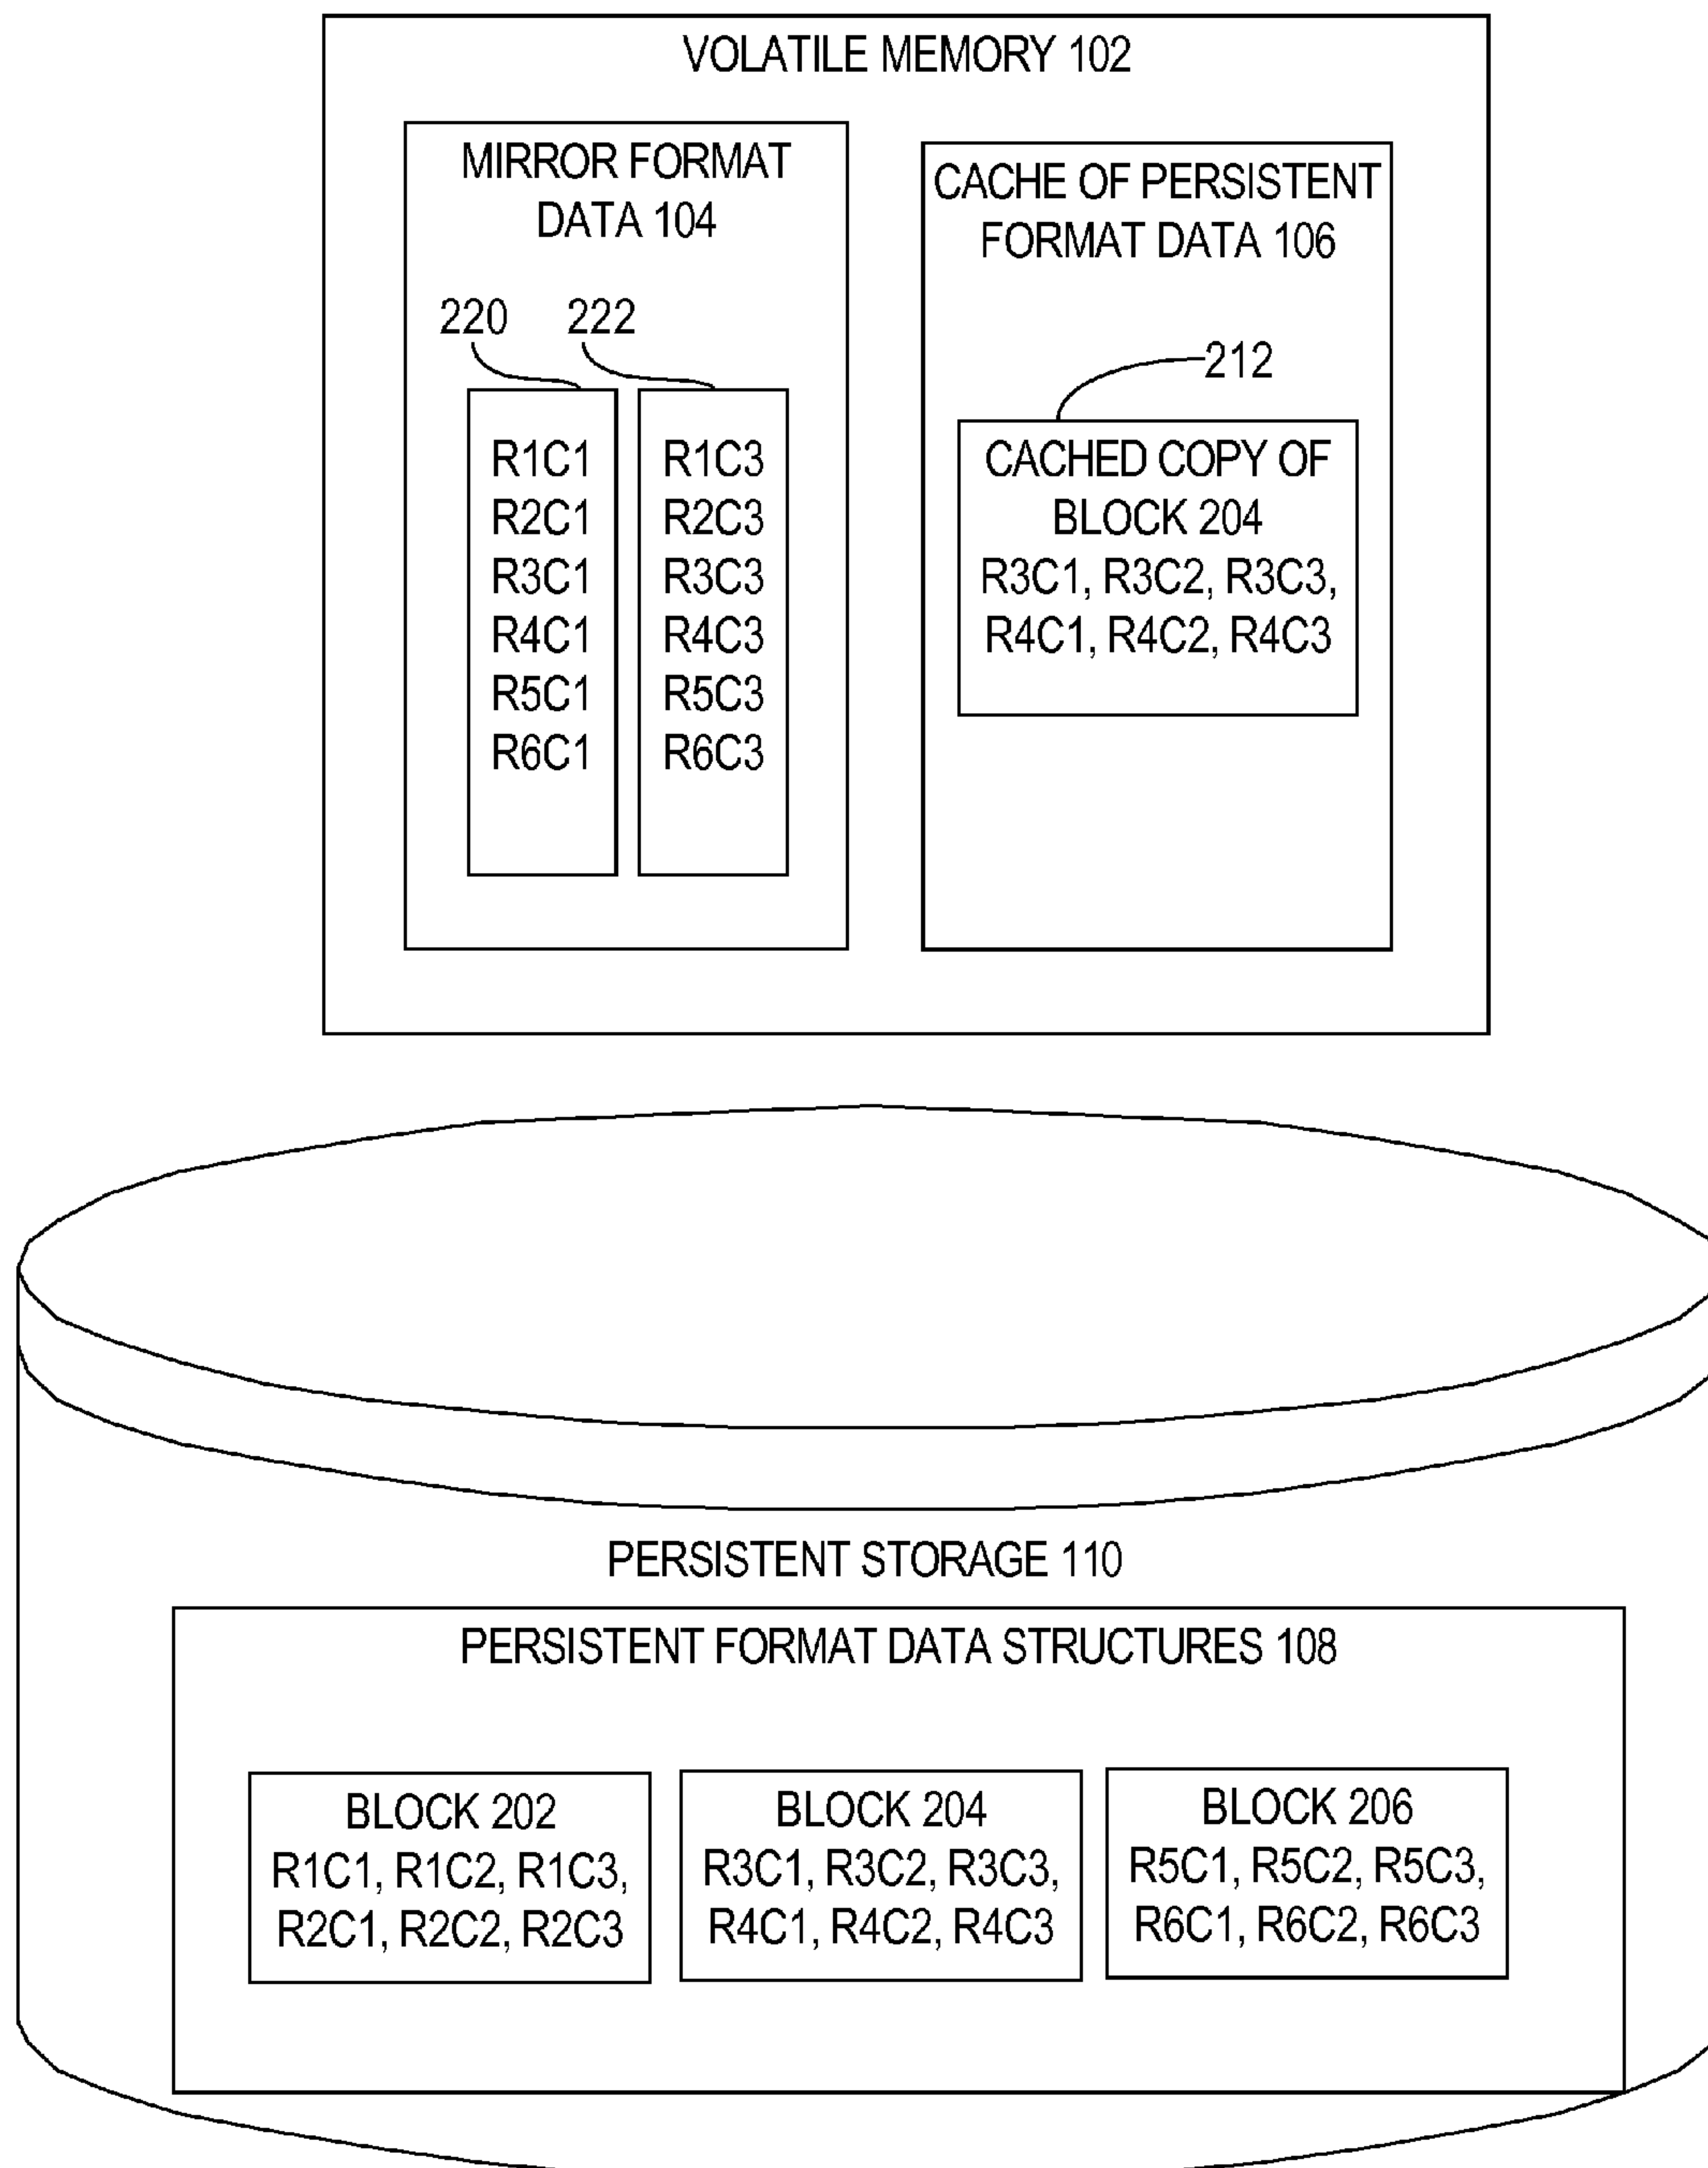 VOLATILE MEMORY 102
MIRROR FORMAT
DATA 104
220
222
R1C1
R2C1
R3C1
R4C1
R5C1
R6C1
R1C3
R2C3
R3C3
R4C3
R5C3
R6C3
CACHE OF PERSISTENT
FORMAT DATA 106
212
CACHED COPY OF
BLOCK 204
R3C1, R3C2, R3C3,
R4C1, R4C2, R4C3
PERSISTENT STORAGE 110
PERSISTENT FORMAT DATA STRUCTURES 108
BLOCK 202
R1C1, R1C2, R1C3,
R2C1, R2C2, R2C3
BLOCK 204
R3C1, R3C2, R3C3,
R4C1, R4C2, R4C3
BLOCK 206
R5C1, R5C2, R5C3,
R6C1, R6C2, R6C3